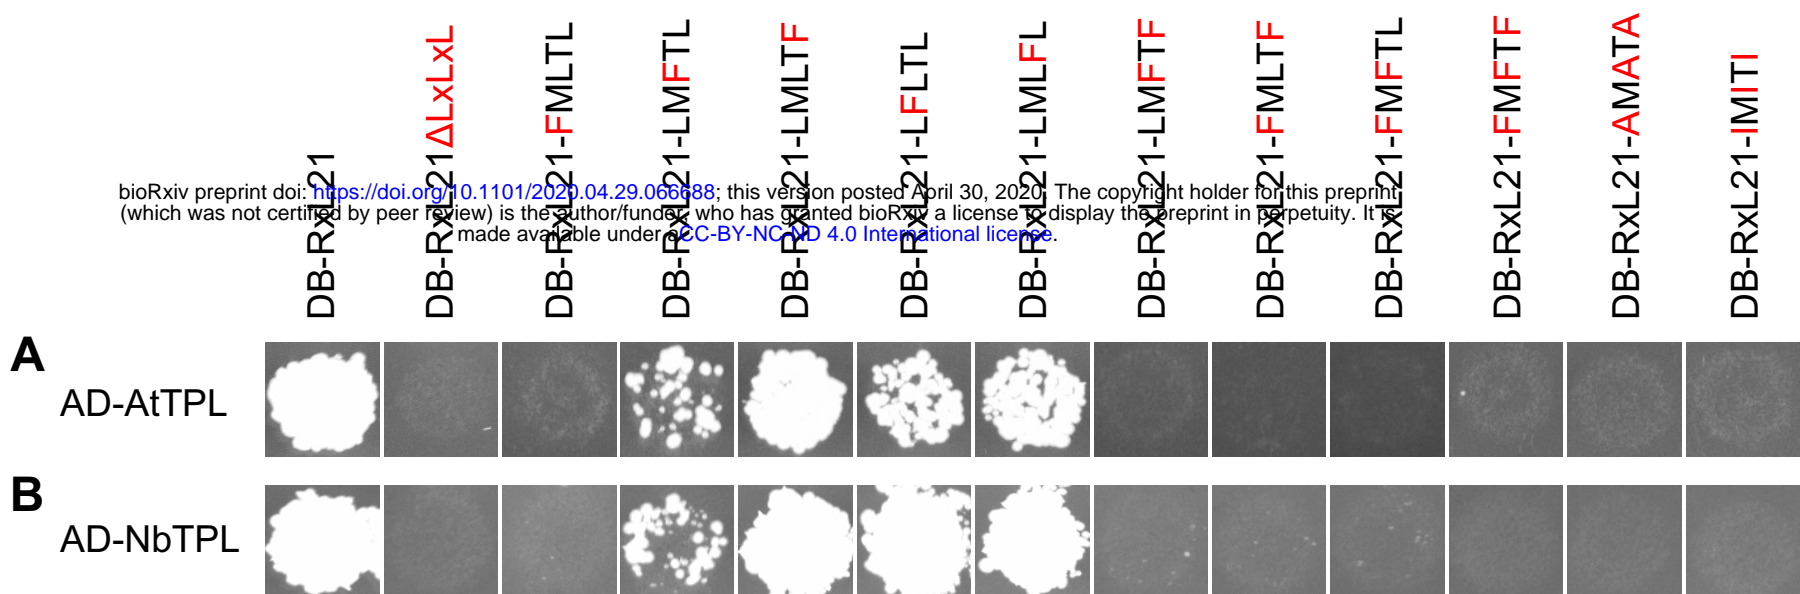 DB-RxL21
DB-RxL21ΔLxLxL
DB-RxL21-FMLTL
DB-RxL21-LMFTL
DB-RxL21-LMLTF
DB-RxL21-LFLTL
DB-RxL21-LMLFL
DB-RxL21-LMFTF
DB-RxL21-FMLTF
DB-RxL21-FMFTL
DB-RxL21-FMFTF
DB-RxL21-AMATA
DB-RxL21-IMITI
bioRxiv preprint doi: https://doi.org/10.1101/2020.04.29.066688; this version posted April 30, 2020. The copyright holder for this preprint
(which was not certified by peer review) is the author/funder, who has granted bioRxiv a license to display the preprint in perpetuity. It is
made available under aCC-BY-NC-ND 4.0 International license.
A
AD-AtTPL
B
AD-NbTPL